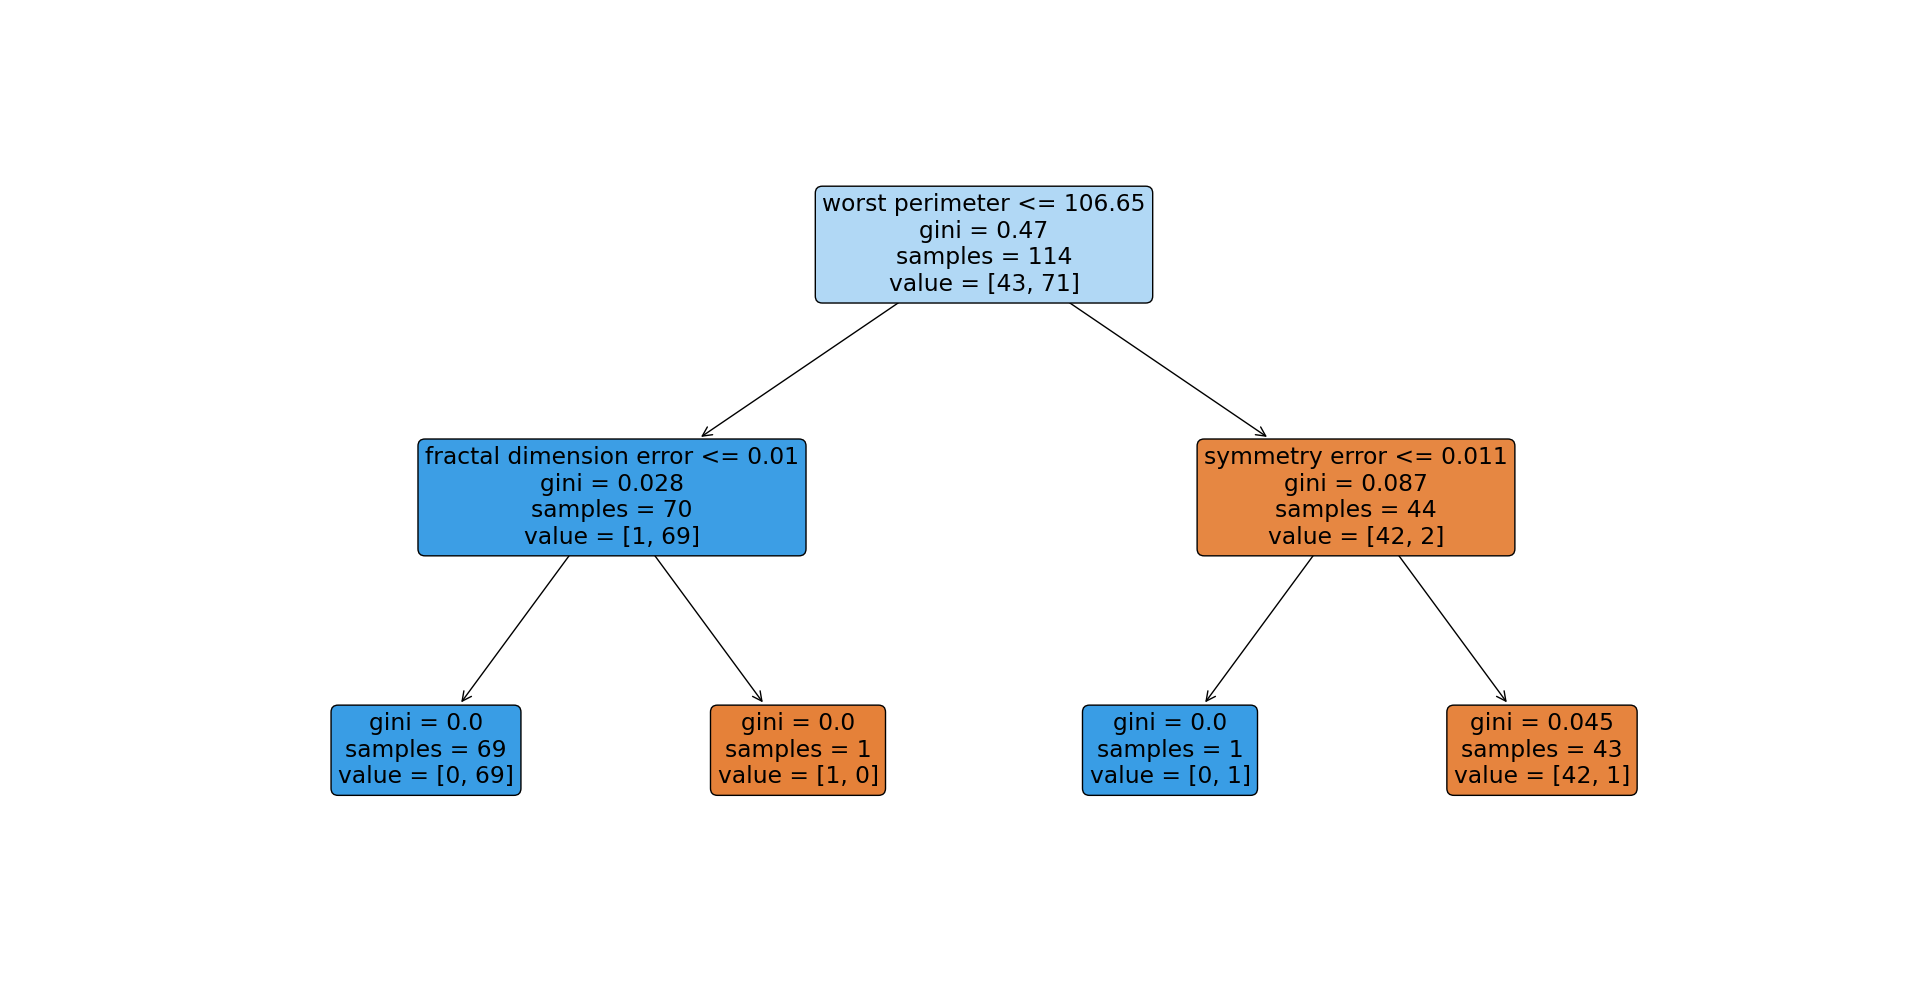 worst perimeter <= 106.65
gini = 0.47
samples = 114
value = [43, 71]
fractal dimension error <= 0.01
gini = 0.028
samples = 70
value = [1, 69]
symmetry error <= 0.011
gini = 0.087
samples = 44
value = [42, 2]
gini = 0.0
samples = 69
value = [0, 69]
gini = 0.0
samples = 1
value = [1, 0]
gini = 0.0
samples = 1
value = [0, 1]
gini = 0.045
samples = 43
value = [42, 1]